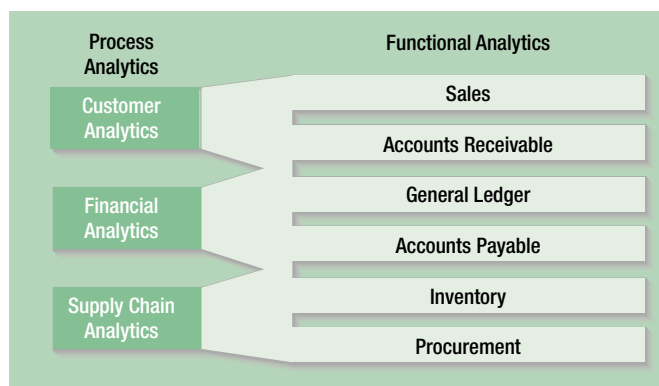 Process
Analytics
Functional Analytics
Customer
Analytics
Financial
Analytics
Supply Chain
Analytics
Sales
Accounts Receivable
General Ledger
Accounts Payable
Inventory
Procurement